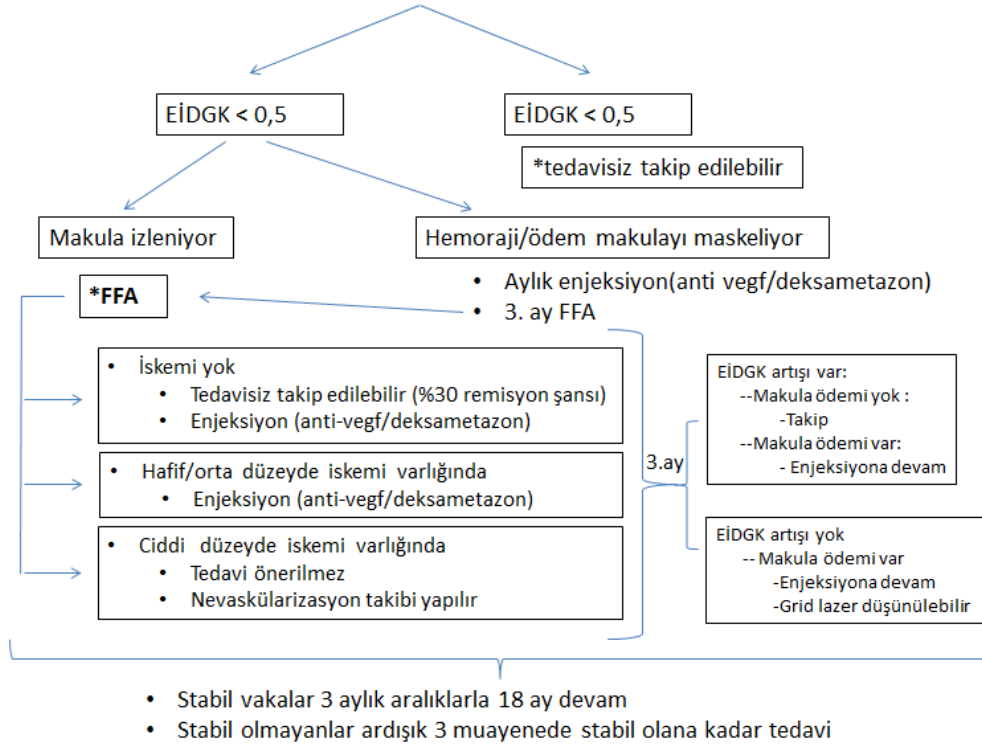 EİDGK < 0,5
EİDGK < 0,5
*tedavisiz takip edilebilir
Makula izleniyor
Hemoraji/ödem makulayı maskeliyor
*FFA
• Aylık enjeksiyon(anti vegf/deksametazon)
• 3. ay FFA
• İskemi yok
• Tedavisiz takip edilebilir (%30 remisyon şansı)
• Enjeksiyon (anti-vegf/deksametazon)
• Hafif/orta düzeyde iskemi varlığında
• Enjeksiyon (anti-vegf/deksametazon)
• Ciddi düzeyde iskemi varlığında
• Tedavi önerilmez
• Nevaskülarizasyon takibi yapılır
3.ay
EİDGK artışı var:
--Makula ödemi yok :
-Takip
--Makula ödemi var:
- Enjeksiyona devam
EİDGK artışı yok
-- Makula ödemi var
-Enjeksiyona devam
-Grid lazer düşünülebilir
• Stabil vakalar 3 aylık aralıklarla 18 ay devam
• Stabil olmayanlar ardışık 3 muayenede stabil olana kadar tedavi